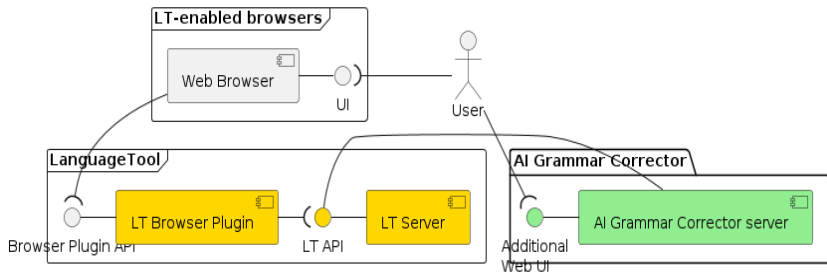 LT-enabled browsers
Web Browser
UI
User
LanguageTool
AI Grammar Corrector
LT Browser Plugin
LT Server
AI Grammar Corrector server
Browser Plugin API
LT API
Additional
Web UI